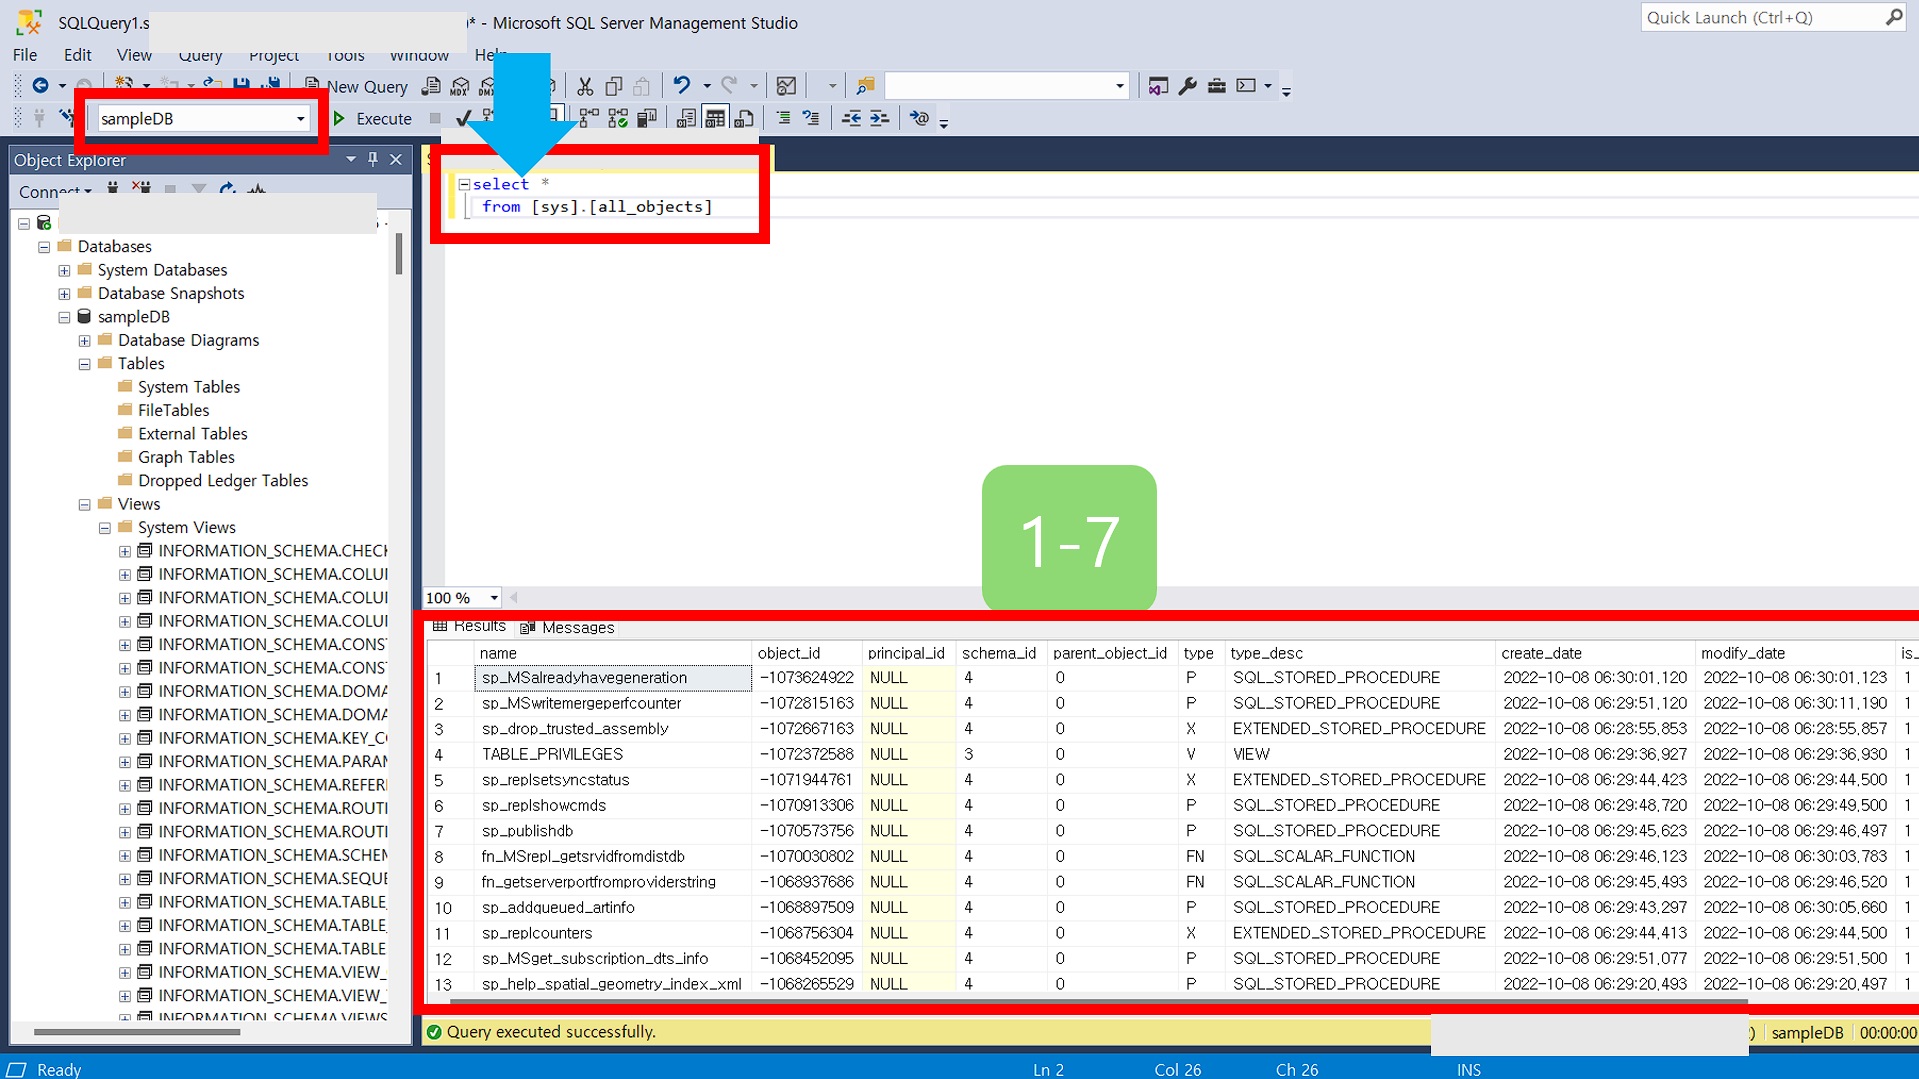 SQLQuery1.s * - Microsoft SQL Server Management Studio
Quick Launch (Ctrl+Q)
File Edit View Query Project Tools Window Help
New Query
sampleDB
Execute
Object Explorer
Connect
Databases
System Databases
Database Snapshots
sampleDB
Database Diagrams
Tables
System Tables
FileTables
External Tables
Graph Tables
Dropped Ledger Tables
Views
System Views
INFORMATION_SCHEMA.CHECK
INFORMATION_SCHEMA.COLU
INFORMATION_SCHEMA.COLU
INFORMATION_SCHEMA.COLU
INFORMATION_SCHEMA.CONS
INFORMATION_SCHEMA.CONS
INFORMATION_SCHEMA.DOMA
INFORMATION_SCHEMA.DOMA
INFORMATION_SCHEMA.KEY_C
INFORMATION_SCHEMA.PARAM
INFORMATION_SCHEMA.REFER
INFORMATION_SCHEMA.ROUTI
INFORMATION_SCHEMA.ROUTI
INFORMATION_SCHEMA.SCHEM
INFORMATION_SCHEMA.SEQUE
INFORMATION_SCHEMA.TABLE_
INFORMATION_SCHEMA.TABLE_
INFORMATION_SCHEMA.TABLE_
INFORMATION_SCHEMA.VIEW_
INFORMATION_SCHEMA.VIEW_
INFORMATION_SCHEMA.VIEWS
select *
from [sys].[all_objects]
1-7
100 %
Results Messages
name object_id principal_id schema_id parent_object_id type type_desc create_date modify_date is_
1 sp_MSalreadyhavegeneration -1073624922 NULL 4 0 P SQL_STORED_PROCEDURE 2022-10-08 06:30:01,120 2022-10-08 06:30:01,123 1
2 sp_MSwritemergeperfcounter -1072815163 NULL 4 0 P SQL_STORED_PROCEDURE 2022-10-08 06:29:51,120 2022-10-08 06:30:11,190 1
3 sp_drop_trusted_assembly -1072667163 NULL 4 0 X EXTENDED_STORED_PROCEDURE 2022-10-08 06:28:55,853 2022-10-08 06:28:55,857 1
4 TABLE_PRIVILEGES -1072372588 NULL 3 0 V VIEW 2022-10-08 06:29:36,927 2022-10-08 06:29:36,930 1
5 sp_replsetsyncstatus -1071944761 NULL 4 0 X EXTENDED_STORED_PROCEDURE 2022-10-08 06:29:44,423 2022-10-08 06:29:44,500 1
6 sp_replshowcmds -1070913306 NULL 4 0 P SQL_STORED_PROCEDURE 2022-10-08 06:29:48,720 2022-10-08 06:29:49,500 1
7 sp_publishdb -1070573756 NULL 4 0 P SQL_STORED_PROCEDURE 2022-10-08 06:29:45,623 2022-10-08 06:29:46,497 1
8 fn_MSrepl_getsrvidfromdistdb -1070030802 NULL 4 0 FN SQL_SCALAR_FUNCTION 2022-10-08 06:29:46,123 2022-10-08 06:30:03,783 1
9 fn_getserverportfromproviderstring -1068937686 NULL 4 0 FN SQL_SCALAR_FUNCTION 2022-10-08 06:29:45,493 2022-10-08 06:29:46,520 1
10 sp_addqueued_artinfo -1068897509 NULL 4 0 P SQL_STORED_PROCEDURE 2022-10-08 06:29:43,297 2022-10-08 06:30:05,660 1
11 sp_replcounters -1068756304 NULL 4 0 X EXTENDED_STORED_PROCEDURE 2022-10-08 06:29:44,413 2022-10-08 06:29:44,500 1
12 sp_MSget_subscription_dts_info -1068452095 NULL 4 0 P SQL_STORED_PROCEDURE 2022-10-08 06:29:51,077 2022-10-08 06:29:51,500 1
13 sp_help_spatial_geometry_index_xml -1068265529 NULL 4 0 P SQL_STORED_PROCEDURE 2022-10-08 06:29:20,493 2022-10-08 06:29:20,497 1
Query executed successfully.
sampleDB 00:00:00
Ready Ln 2 Col 26 Ch 26 INS